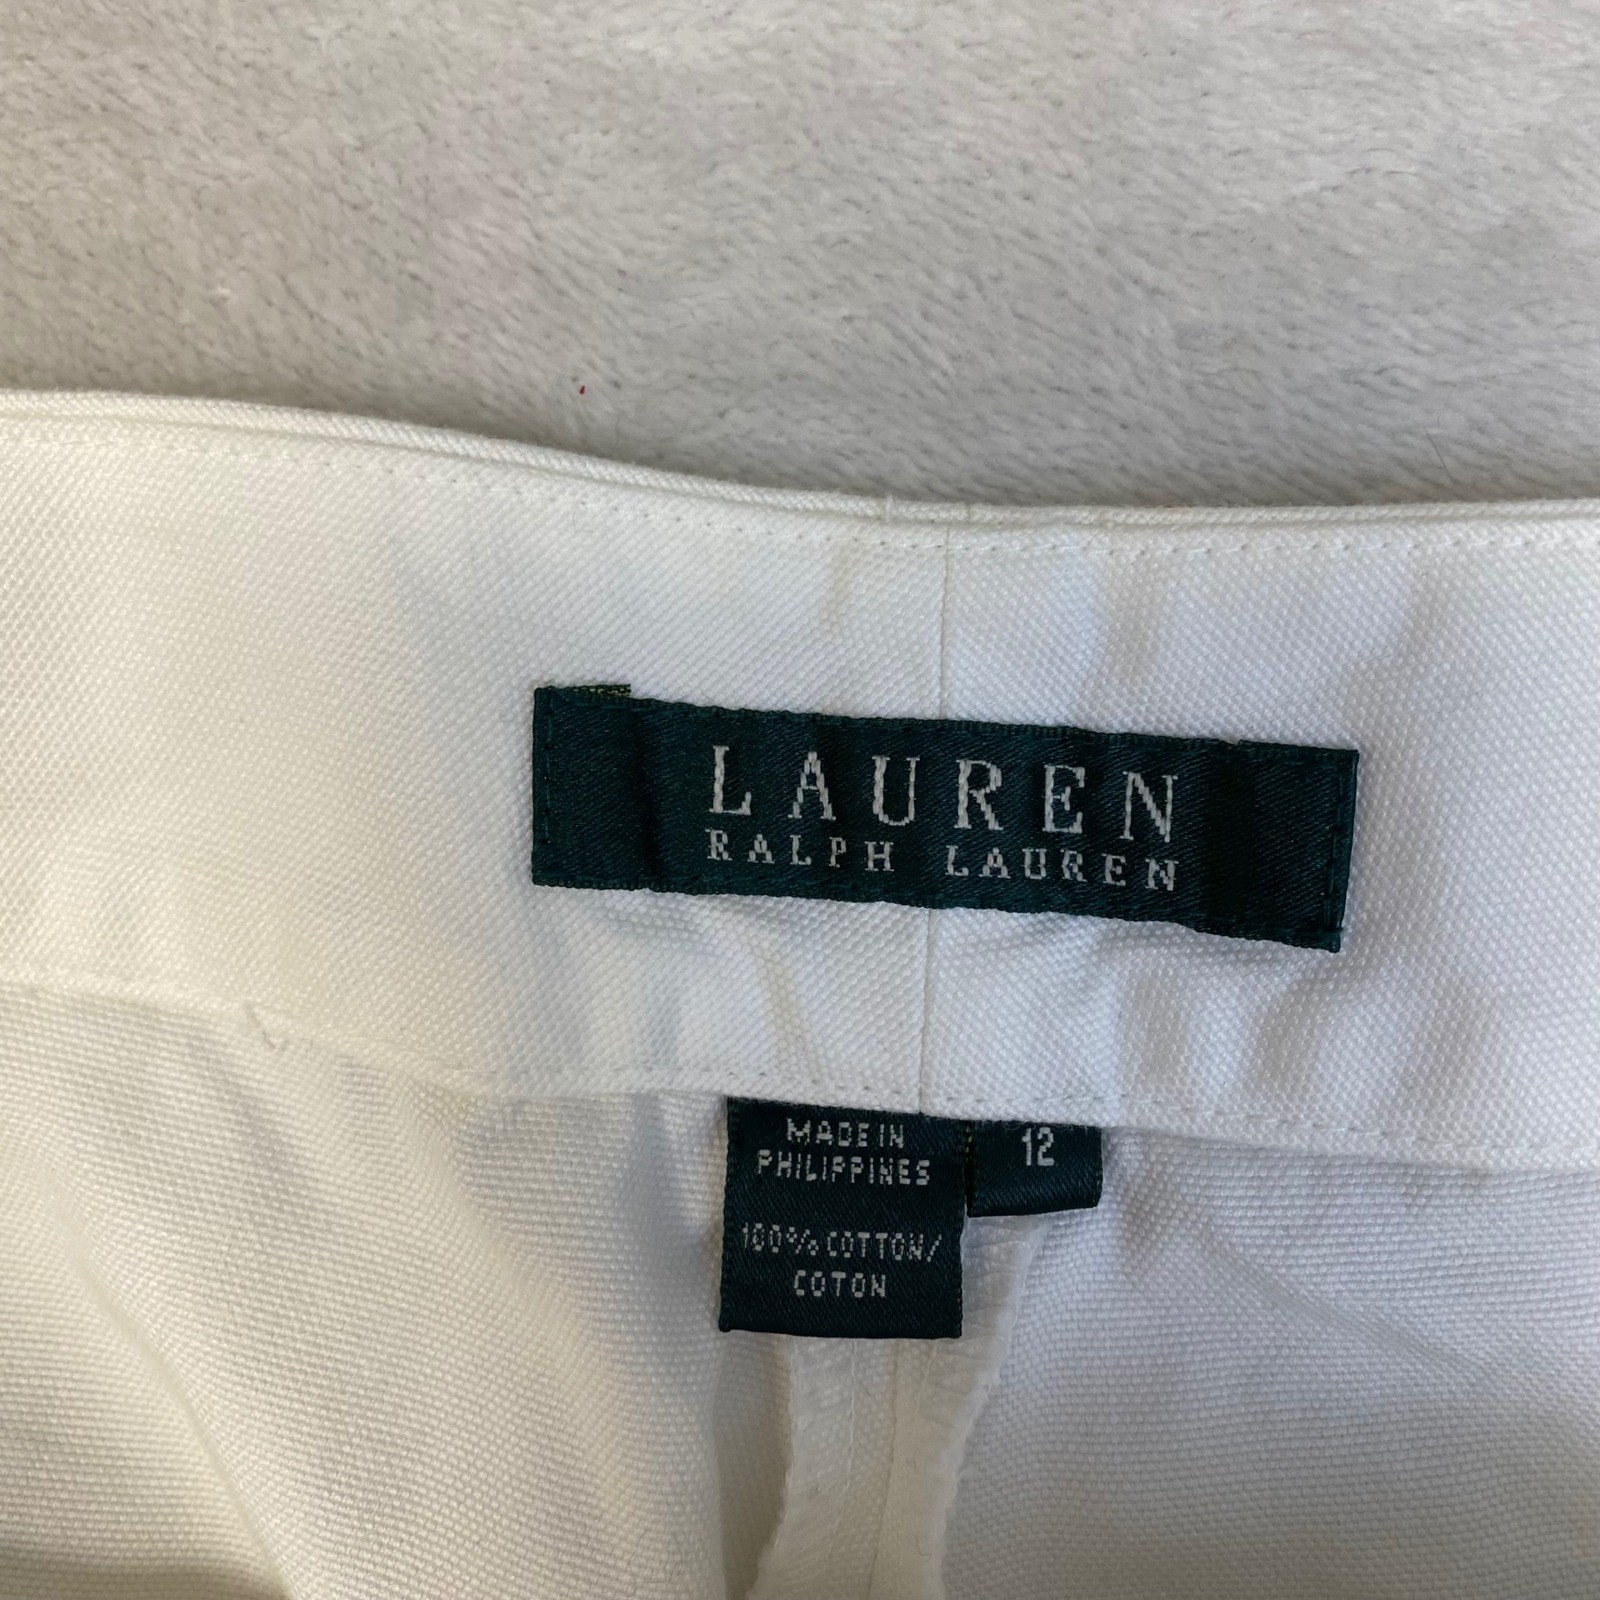 LAUREN
RALPH LAUREN
MADE IN
PHILIPPINES
100% COTTON/
COTON
12